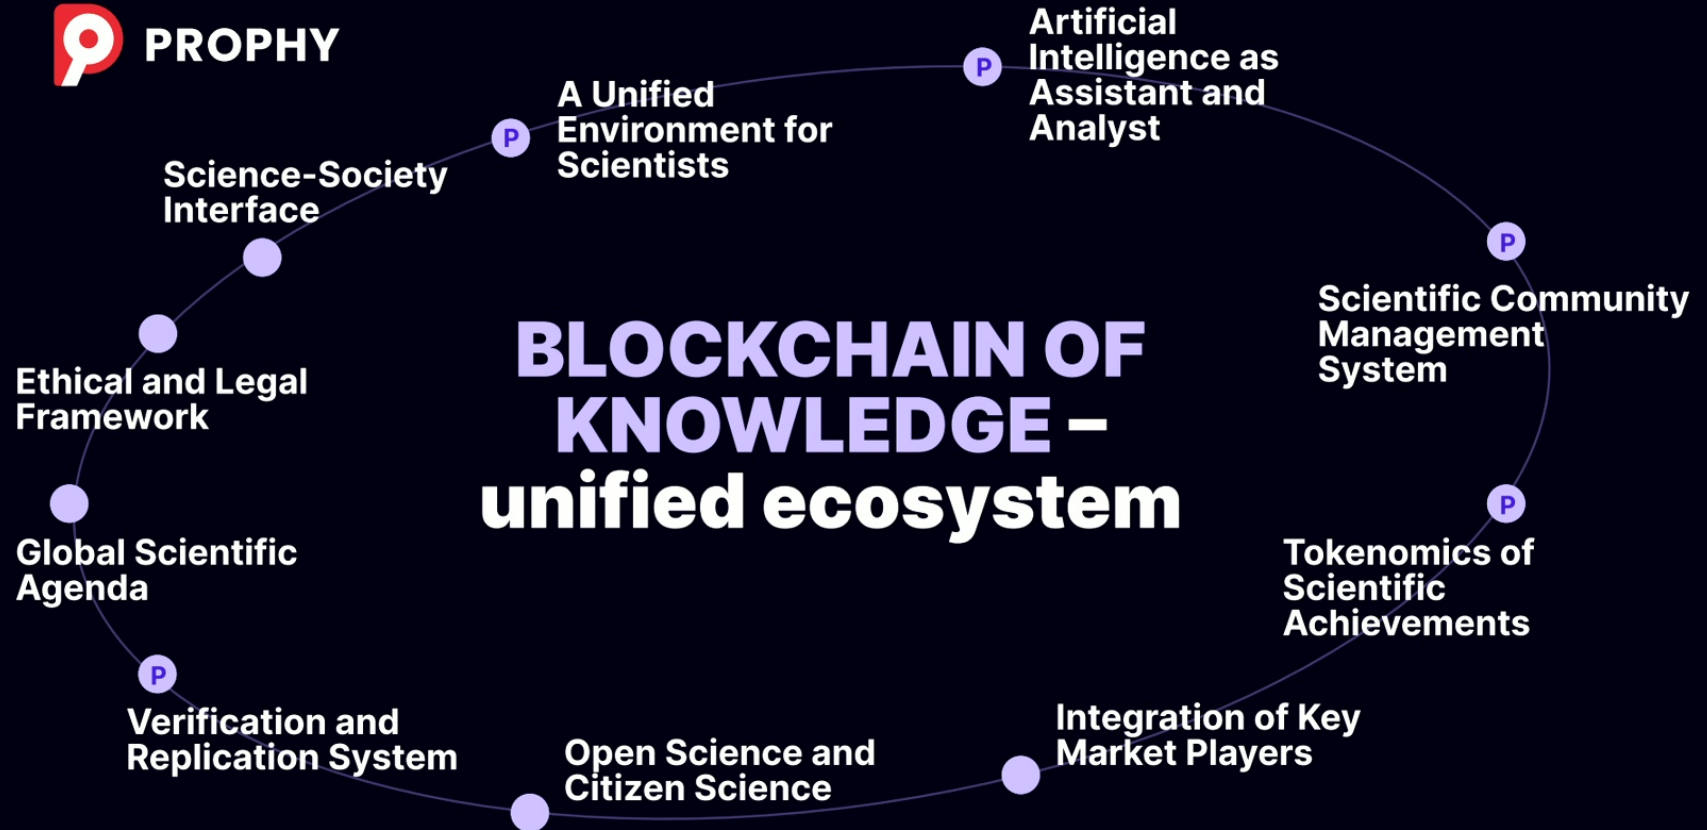 PROPHY
Artificial
Intelligence as
Assistant and
Analyst
P
A Unified
Environment for
Scientists
P
Science-Society
Interface
P
Scientific Community
Management
System
Ethical and Legal
Framework
BLOCKCHAIN OF
KNOWLEDGE –
unified ecosystem
Global Scientific
Agenda
P
Tokenomics of
Scientific
Achievements
P
Verification and
Replication System
Open Science and
Citizen Science
Integration of Key
Market Players